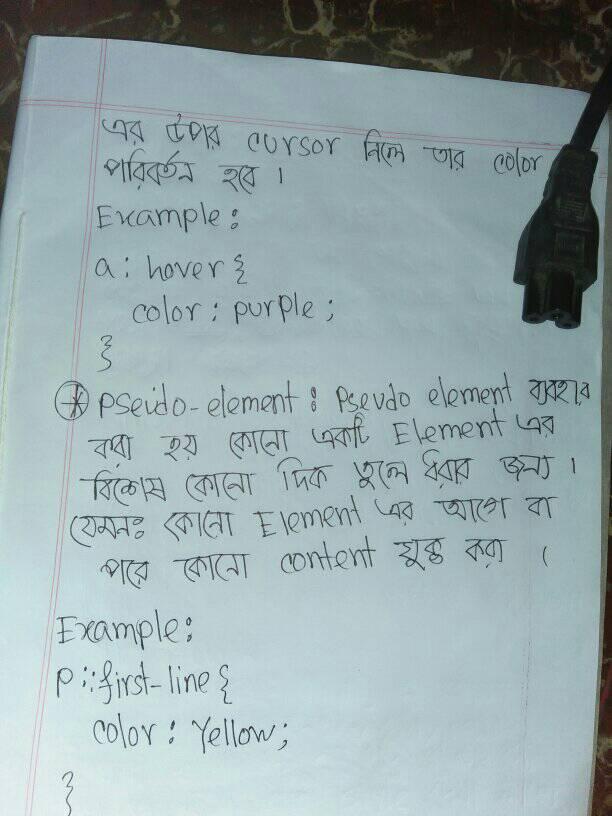 এর উপর cursor নিলে তার color
পরিবর্তন হবে ।
Example :
a : hover {
color : purple ;
}
* pseudo-element : Pseudo element ব্যবহার
করা হয় কোনো একটি Element এর
বিশেষ কোনো দিক তুলে ধরার জন্য ।
যেমনঃ কোনো Element এর আগে বা
পরে কোনো content যুক্ত করা ।
Example :
p :: first-line {
color : Yellow ;
}